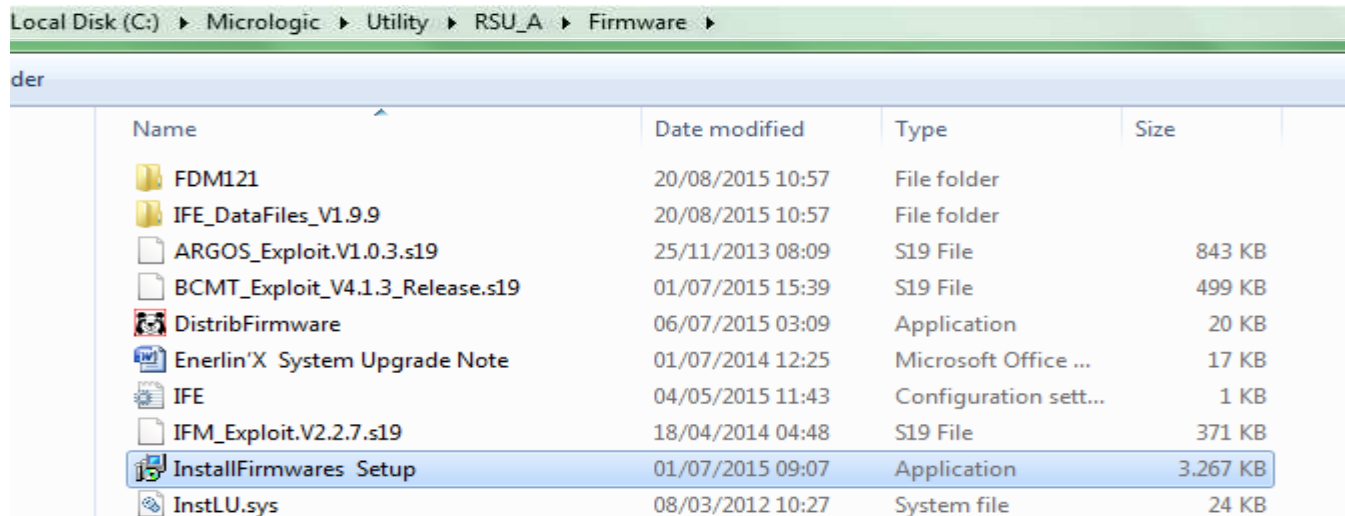 Local Disk (C:) ▸ Micrologic ▸ Utility ▸ RSU_A ▸ Firmware ▸
der
Name Date modified Type Size
FDM121 20/08/2015 10:57 File folder
IFE_DataFiles_V1.9.9 20/08/2015 10:57 File folder
ARGOS_Exploit.V1.0.3.s19 25/11/2013 08:09 S19 File 843 KB
BCMT_Exploit_V4.1.3_Release.s19 01/07/2015 15:39 S19 File 499 KB
DistribFirmware 06/07/2015 03:09 Application 20 KB
Enerlin'X  System Upgrade Note 01/07/2014 12:25 Microsoft Office ... 17 KB
IFE 04/05/2015 11:43 Configuration sett... 1 KB
IFM_Exploit.V2.2.7.s19 18/04/2014 04:48 S19 File 371 KB
InstallFirmwares  Setup 01/07/2015 09:07 Application 3.267 KB
InstLU.sys 08/03/2012 10:27 System file 24 KB